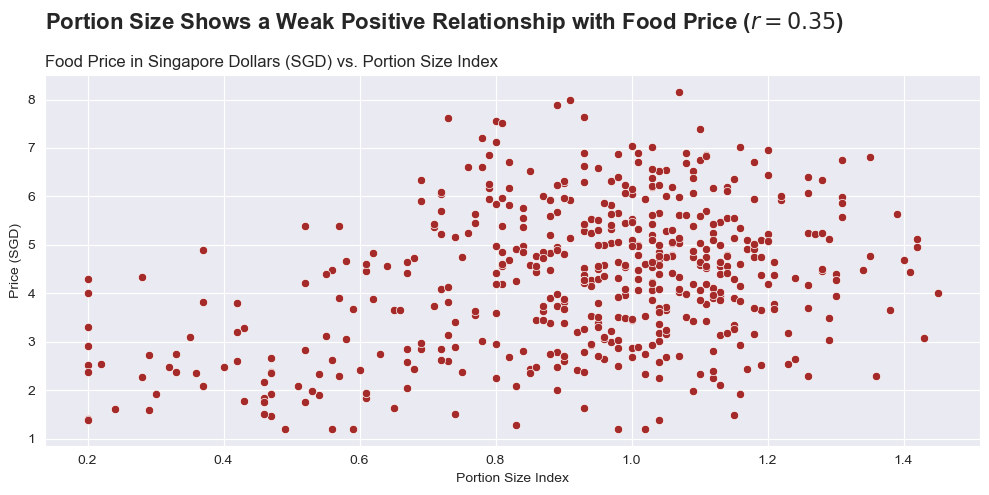 Portion Size Shows a Weak Positive Relationship with Food Price (r = 0.35)
Food Price in Singapore Dollars (SGD) vs. Portion Size Index
8
7
6
5
4
3
2
1
Price (SGD)
0.2 0.4 0.6 0.8 1.0 1.2 1.4
Portion Size Index